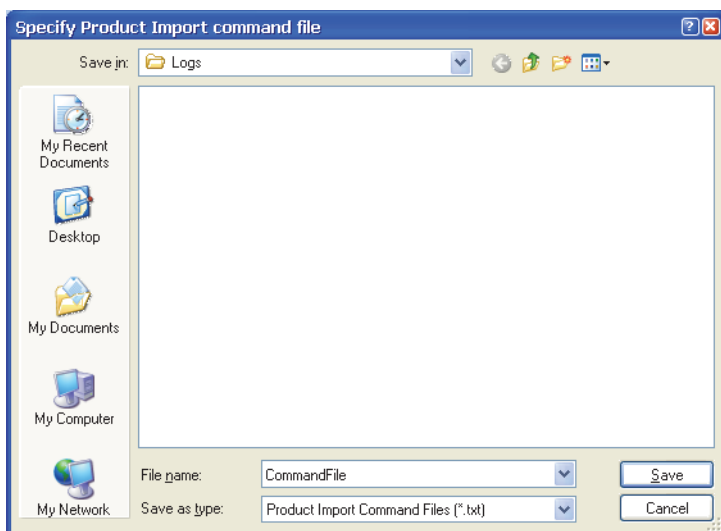 Specify Product Import command file
Save in:
Logs
My Recent
Documents
Desktop
My Documents
My Computer
My Network
File name:
CommandFile
Save
Save as type:
Product Import Command Files (*.txt)
Cancel